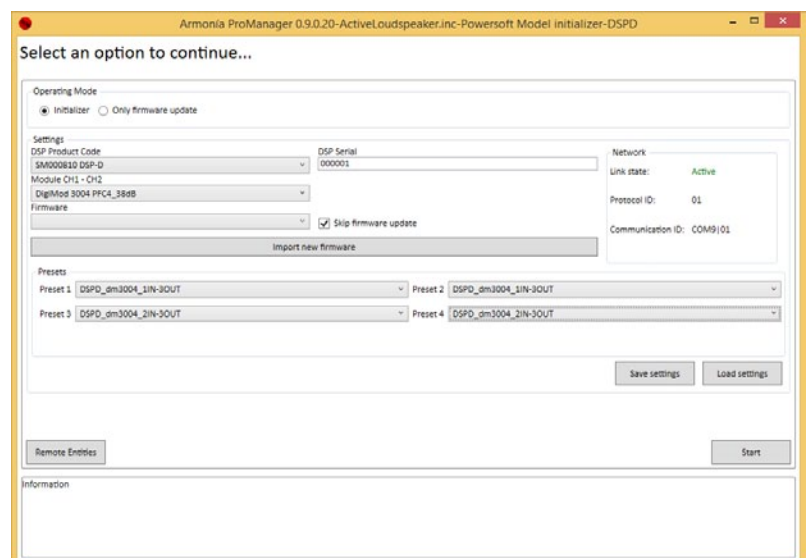 Armonía ProManager 0.9.0.20-ActiveLoudspeaker.inc-Powersoft Model initializer-DSPD
Select an option to continue...
Operating Mode
Initializer Only firmware update
Settings
DSP Product Code DSP Serial
SM000810 DSP-D 000001
Module CH1 - CH2
DigiMod 3004 PFC4_38dB
Firmware
Skip firmware update
Import new firmware
Network
Link state: Active
Protocol ID: 01
Communication ID: COM9|01
Presets
Preset 1 DSPD_dm3004_1IN-3OUT Preset 2 DSPD_dm3004_1IN-3OUT
Preset 3 DSPD_dm3004_2IN-3OUT Preset 4 DSPD_dm3004_2IN-3OUT
Save settings Load settings
Remote Entities Start
Information